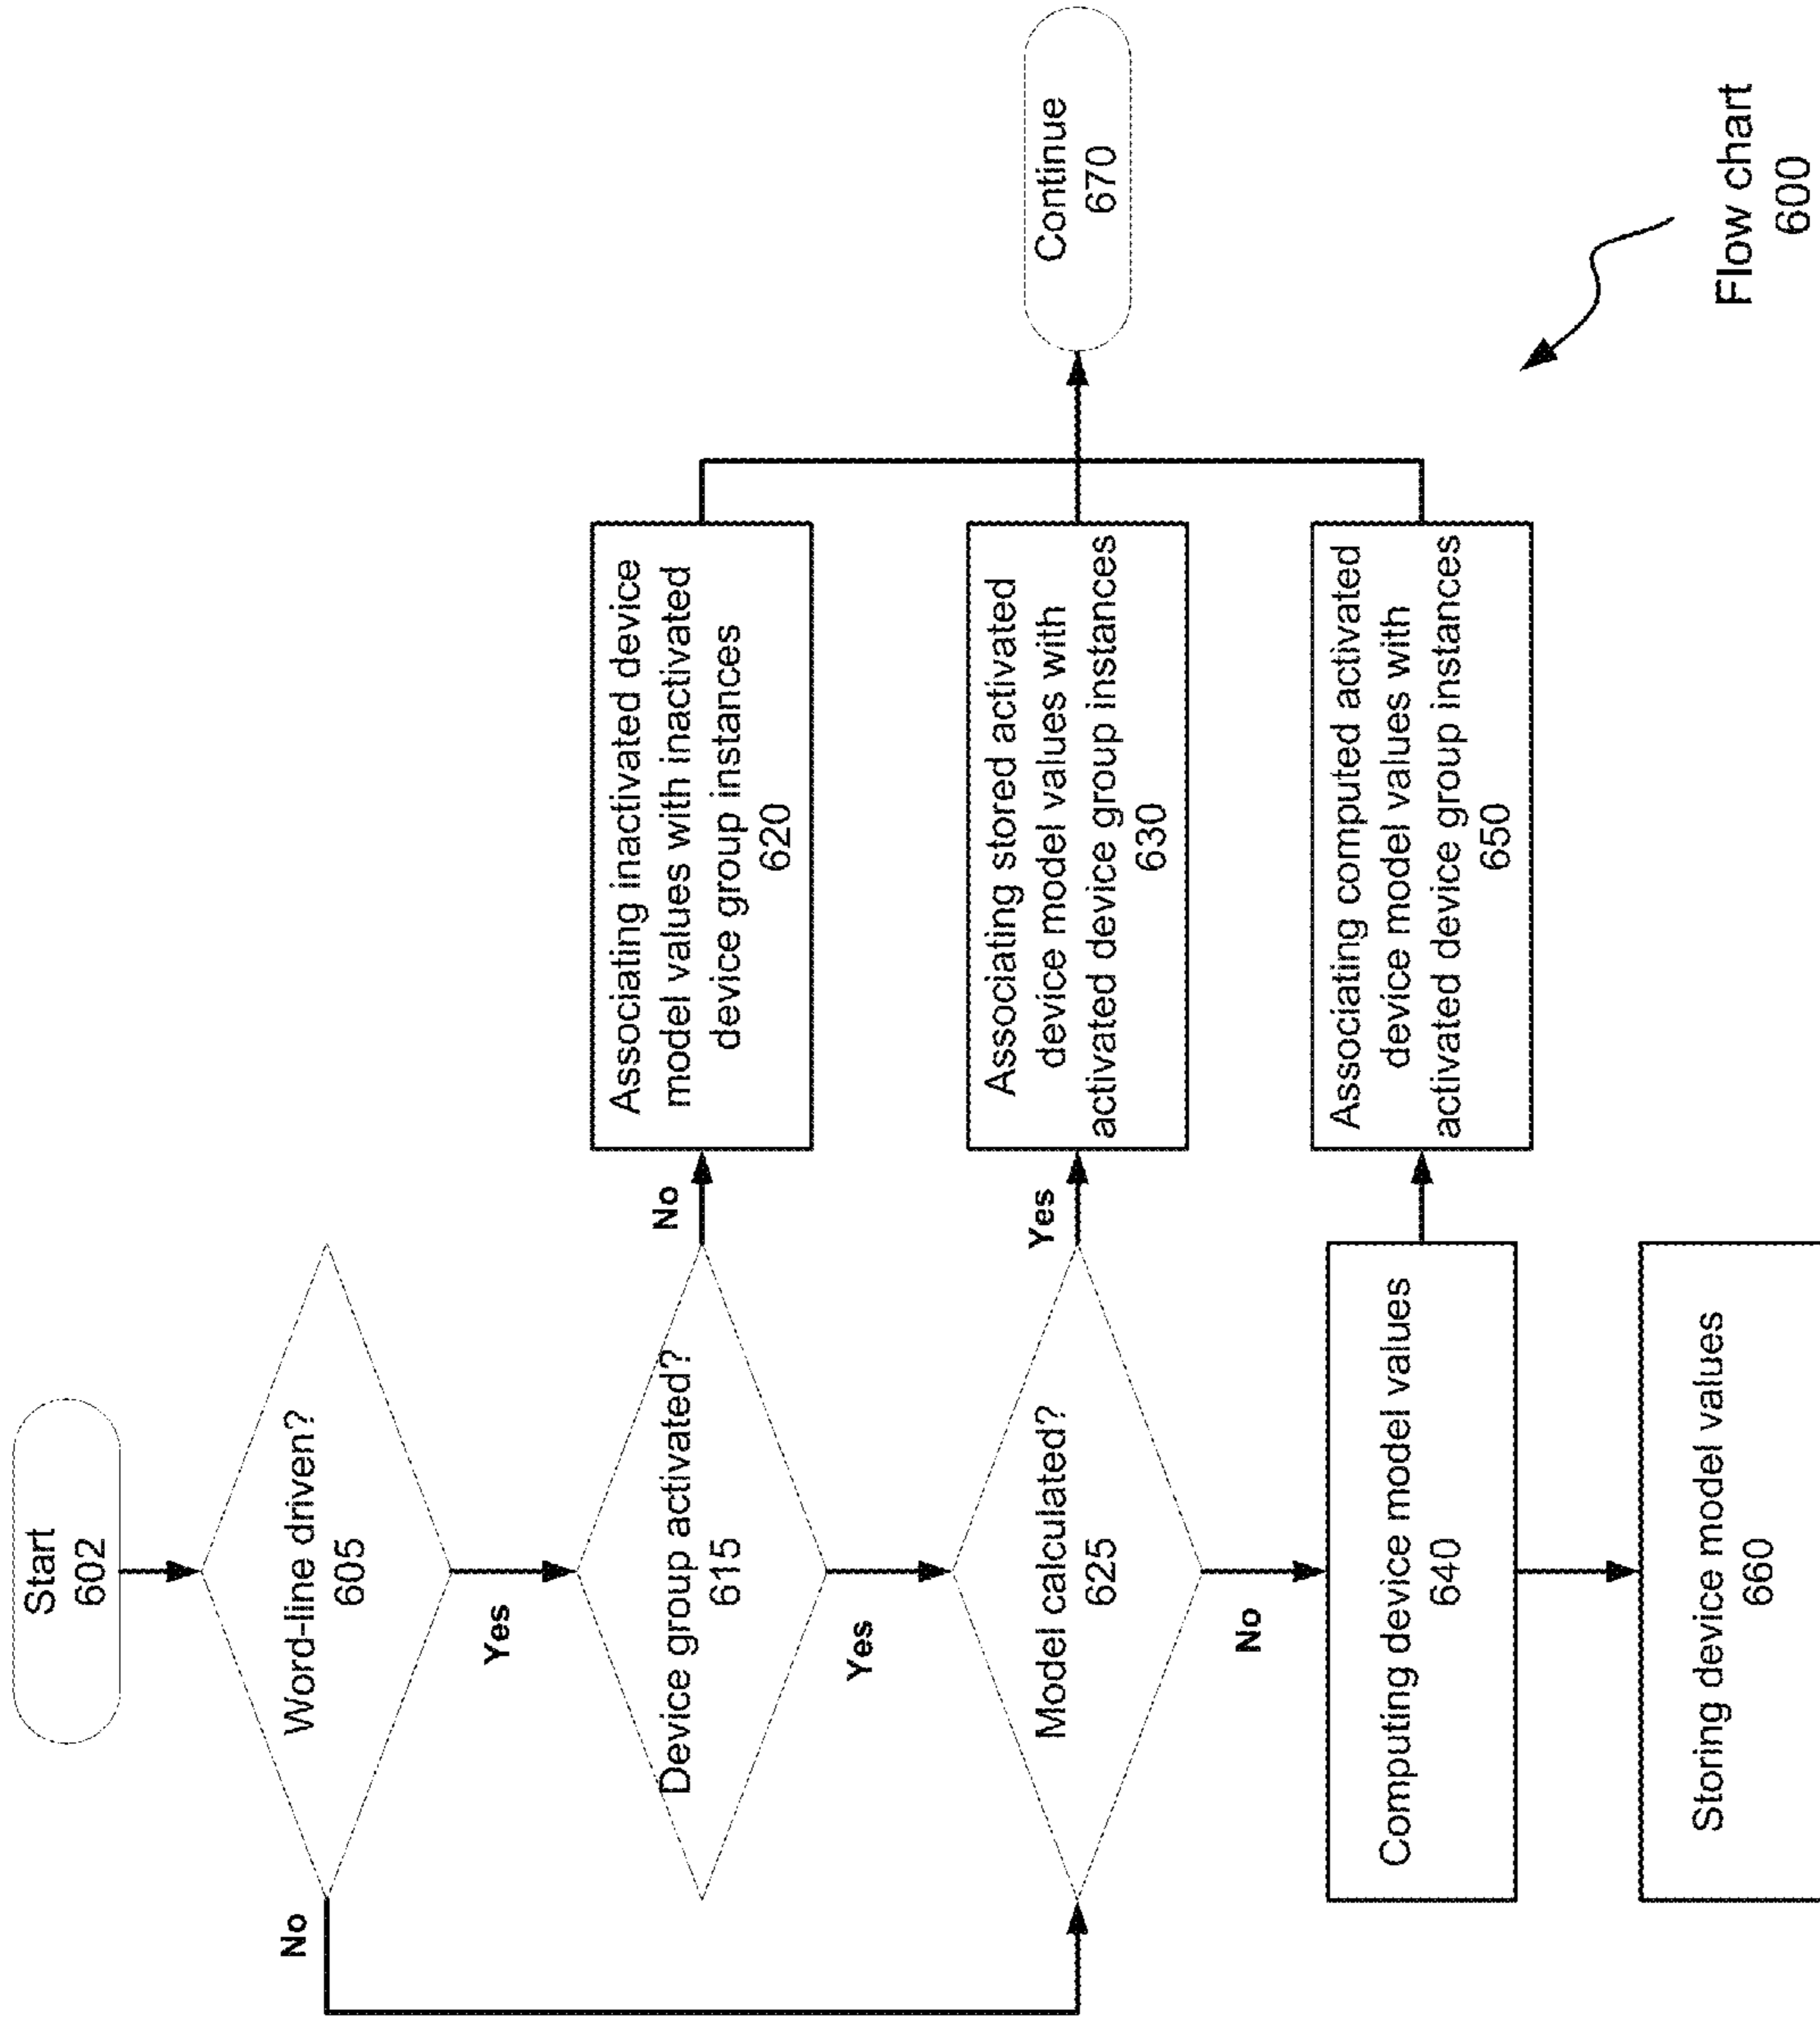 Start
602
Word-line driven?
605
No
Yes
Device group activated?
615
No
Associating inactivated device
model values with inactivated
device group instances
620
Yes
Model calculated?
625
Yes
Associating stored activated
device model values with
activated device group instances
630
Continue
670
No
Computing device model values
640
Associating computed activated
device model values with
activated device group instances
650
Storing device model values
660
Flow chart
600